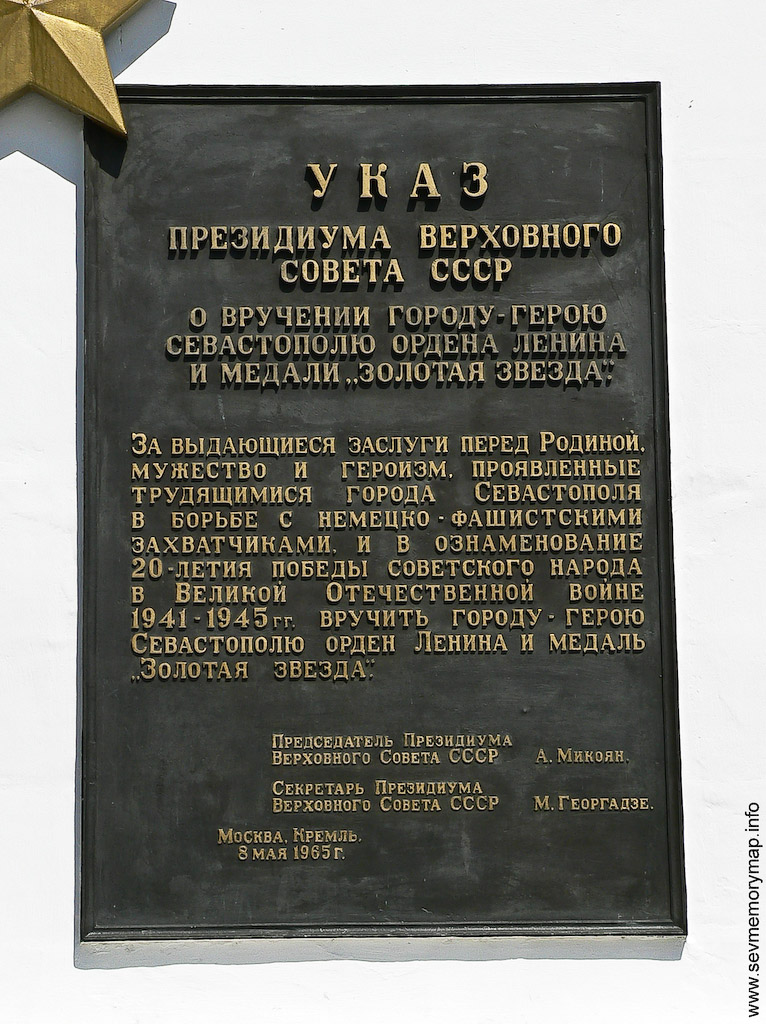 УКАЗ
ПРЕЗИДИУМА ВЕРХОВНОГО
СОВЕТА СССР
О ВРУЧЕНИИ ГОРОДУ-ГЕРОЮ
СЕВАСТОПОЛЮ ОРДЕНА ЛЕНИНА
И МЕДАЛИ „ЗОЛОТАЯ ЗВЕЗДА“.
За выдающиеся заслуги перед Родиной,
мужество и героизм, проявленные
трудящимися города Севастополя
в борьбе с немецко-фашистскими
захватчиками, и в ознаменование
20-летия победы советского народа
в Великой Отечественной войне
1941-1945 гг. вручить городу-герою
Севастополю орден Ленина и медаль
„Золотая звезда“.
Председатель Президиума
Верховного Совета СССР А. Микоян.
Секретарь Президиума
Верховного Совета СССР М. Георгадзе.
Москва, Кремль.
8 мая 1965 г.
www.sevmemorymap.info